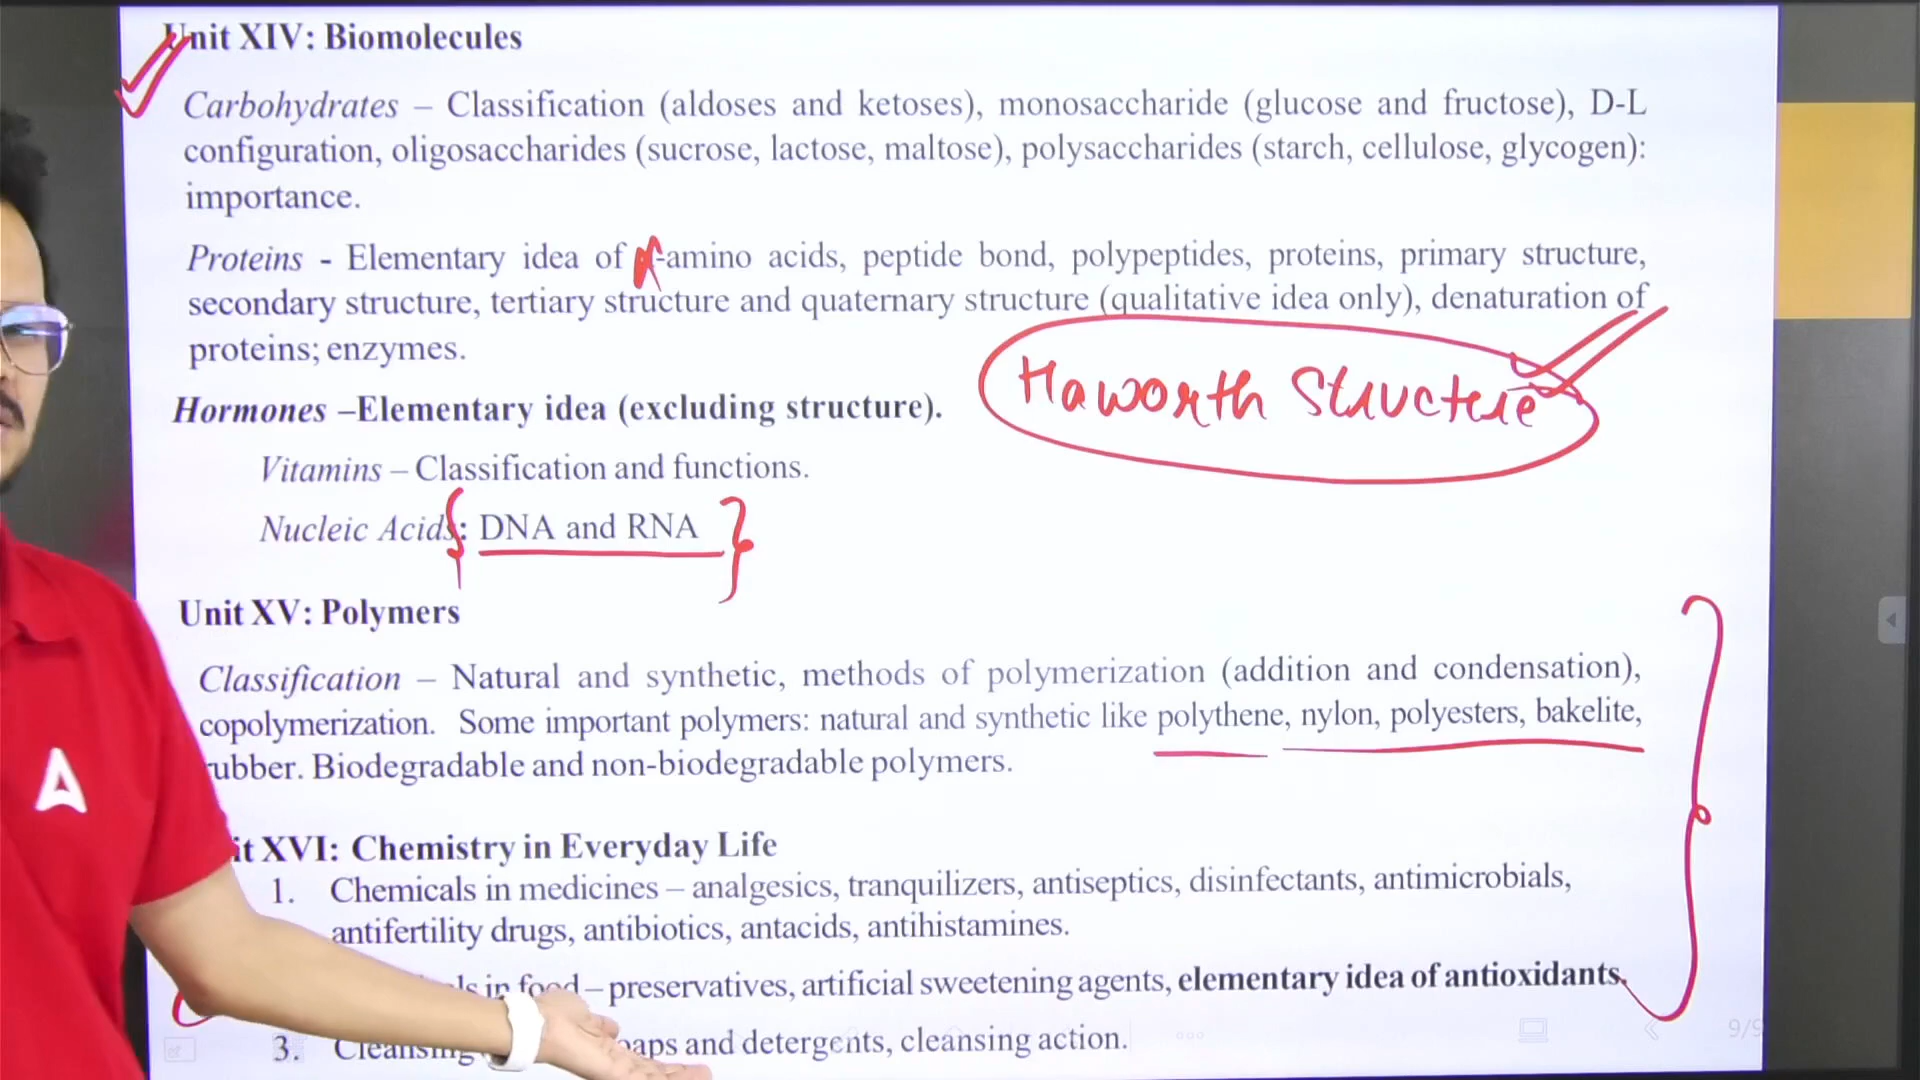 Unit XIV: Biomolecules
Carbohydrates – Classification (aldoses and ketoses), monosaccharide (glucose and fructose), D-L
configuration, oligosaccharides (sucrose, lactose, maltose), polysaccharides (starch, cellulose, glycogen):
importance.
Proteins - Elementary idea of α-amino acids, peptide bond, polypeptides, proteins, primary structure,
secondary structure, tertiary structure and quaternary structure (qualitative idea only), denaturation of
proteins; enzymes.
Haworth Structure
Hormones –Elementary idea (excluding structure).
Vitamins – Classification and functions.
Nucleic Acids: DNA and RNA
Unit XV: Polymers
Classification – Natural and synthetic, methods of polymerization (addition and condensation),
copolymerization. Some important polymers: natural and synthetic like polythene, nylon, polyesters, bakelite,
rubber. Biodegradable and non-biodegradable polymers.
XVI: Chemistry in Everyday Life
1. Chemicals in medicines – analgesics, tranquilizers, antiseptics, disinfectants, antimicrobials,
antifertility drugs, antibiotics, antacids, antihistamines.
in food – preservatives, artificial sweetening agents, elementary idea of antioxidants.
3. Cleansing and detergents, cleansing action.
9/9